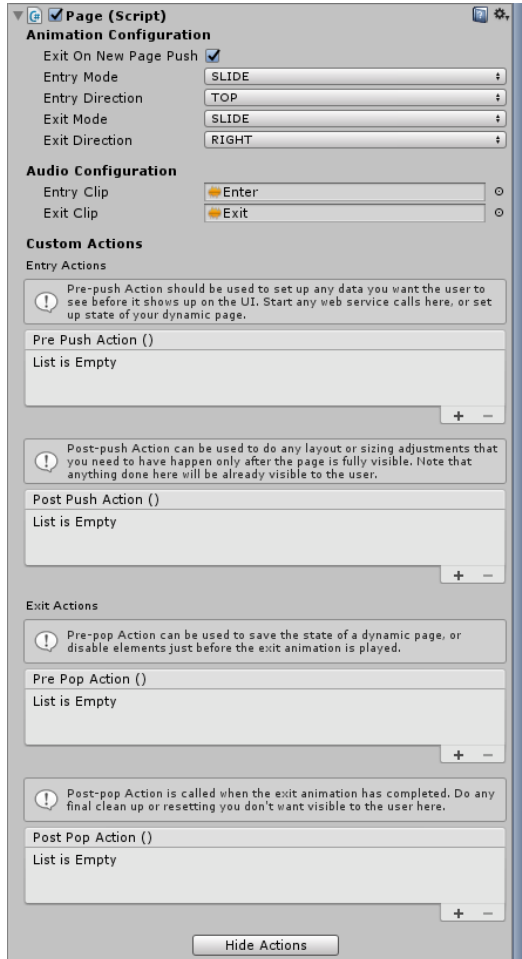 Page (Script)
Animation Configuration
Exit On New Page Push
Entry Mode SLIDE
Entry Direction TOP
Exit Mode SLIDE
Exit Direction RIGHT
Audio Configuration
Entry Clip Enter
Exit Clip Exit
Custom Actions
Entry Actions
Pre-push Action should be used to set up any data you want the user to
see before it shows up on the UI. Start any web service calls here, or set
up state of your dynamic page.
Pre Push Action ()
List is Empty
+ −
Post-push Action can be used to do any layout or sizing adjustments that
you need to have happen only after the page is fully visible. Note that
anything done here will be already visible to the user.
Post Push Action ()
List is Empty
+ −
Exit Actions
Pre-pop Action can be used to save the state of a dynamic page, or
disable elements just before the exit animation is played.
Pre Pop Action ()
List is Empty
+ −
Post-pop Action is called when the exit animation has completed. Do any
final clean up or resetting you don't want visible to the user here.
Post Pop Action ()
List is Empty
+ −
Hide Actions